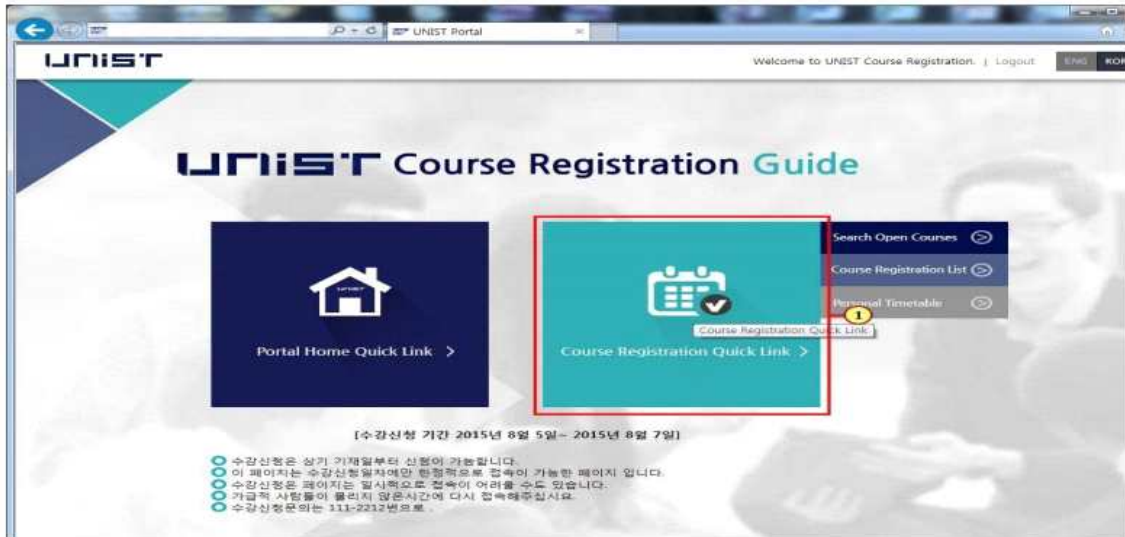 UNIST Portal
UNIST
Welcome to UNIST Course Registration. | Logout
ENG KOR
UNIST Course Registration Guide
Search Open Courses
Course Registration List
Personal Timetable
1
Course Registration Quick Link
Portal Home Quick Link >
Course Registration Quick Link >
[수강신청 기간 2015년 8월 5일~ 2015년 8월 7일]
수강신청은 상기 기재일부터 신청이 가능합니다.
이 페이지는 수강신청일자에만 한정적으로 접속이 가능한 페이지 입니다.
수강신청은 페이지는 일시적으로 접속이 어려울 수도 있습니다.
가급적 사람들이 몰리지 않은시간에 다시 접속해주십시요.
수강신청문의는 111-2212번으로 .